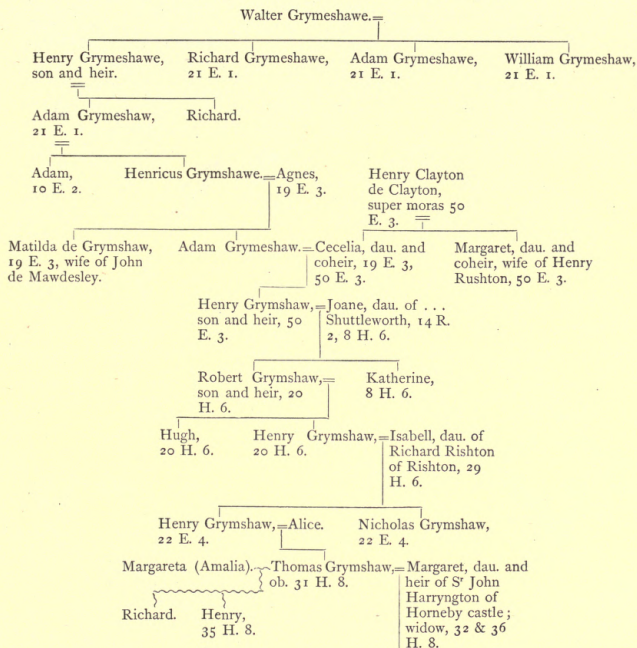 Walter Grymeshawe.=
Henry Grymeshawe,
son and heir.
Richard Grymeshawe,
21 E. 1.
Adam Grymeshawe,
21 E. 1.
William Grymeshaw,
21 E. 1.
Adam Grymeshaw,
21 E. 1.
Richard.
Adam,
10 E. 2.
Henricus Grymshawe.=Agnes,
19 E. 3.
Henry Clayton
de Clayton,
super moras 50
E. 3.
Matilda de Grymshaw,
19 E. 3, wife of John
de Mawdesley.
Adam Grymeshaw.=Cecelia, dau. and
coheir, 19 E. 3,
50 E. 3.
Margaret, dau. and
coheir, wife of Henry
Rushton, 50 E. 3.
Henry Grymshaw,=Joane, dau. of . . .
son and heir, 50
E. 3.
Shuttleworth, 14 R.
2, 8 H. 6.
Robert Grymshaw,=
son and heir, 20
H. 6.
Katherine,
8 H. 6.
Hugh,
20 H. 6.
Henry Grymshaw,=Isabell, dau. of
20 H. 6.
Richard Rishton
of Rishton, 29
H. 6.
Henry Grymshaw,=Alice.
22 E. 4.
Nicholas Grymshaw,
22 E. 4.
Margareta (Amalia).
Thomas Grymshaw,=Margaret, dau. and
ob. 31 H. 8.
heir of Sr John
Harryngton of
Horneby castle;
widow, 32 & 36
H. 8.
Richard.
Henry,
35 H. 8.